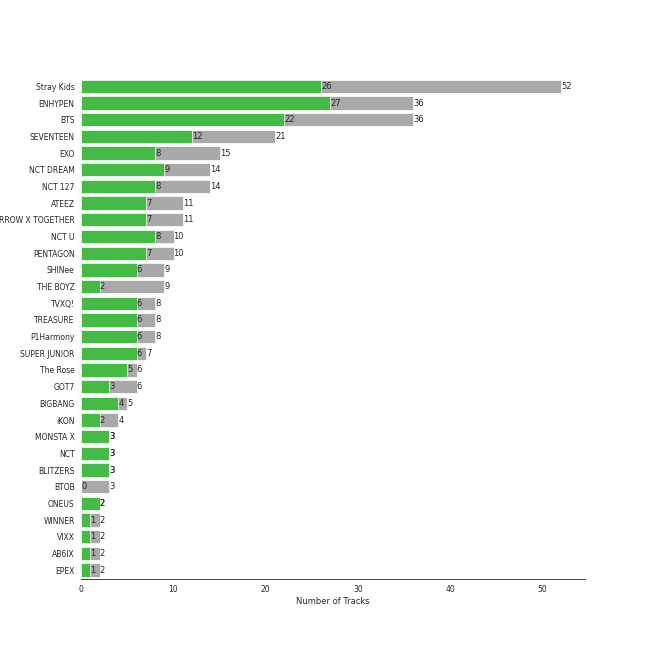 Stray Kids 26 52
ENHYPEN 27 36
BTS 22 36
SEVENTEEN 12 21
EXO 8 15
NCT DREAM 9 14
NCT 127 8 14
ATEEZ 7 11
RROW X TOGETHER 7 11
NCT U 8 10
PENTAGON 7 10
SHINee 6 9
THE BOYZ 2 9
TVXQ! 6 8
TREASURE 6 8
P1Harmony 6 8
SUPER JUNIOR 6 7
The Rose 5 6
GOT7 3 6
BIGBANG 4 5
iKON 2 4
MONSTA X 3
NCT 3
BLITZERS 3
BTOB 0 3
ONEUS 2
WINNER 1 2
VIXX 1 2
AB6IX 1 2
EPEX 1 2
0 10 20 30 40 50
Number of Tracks